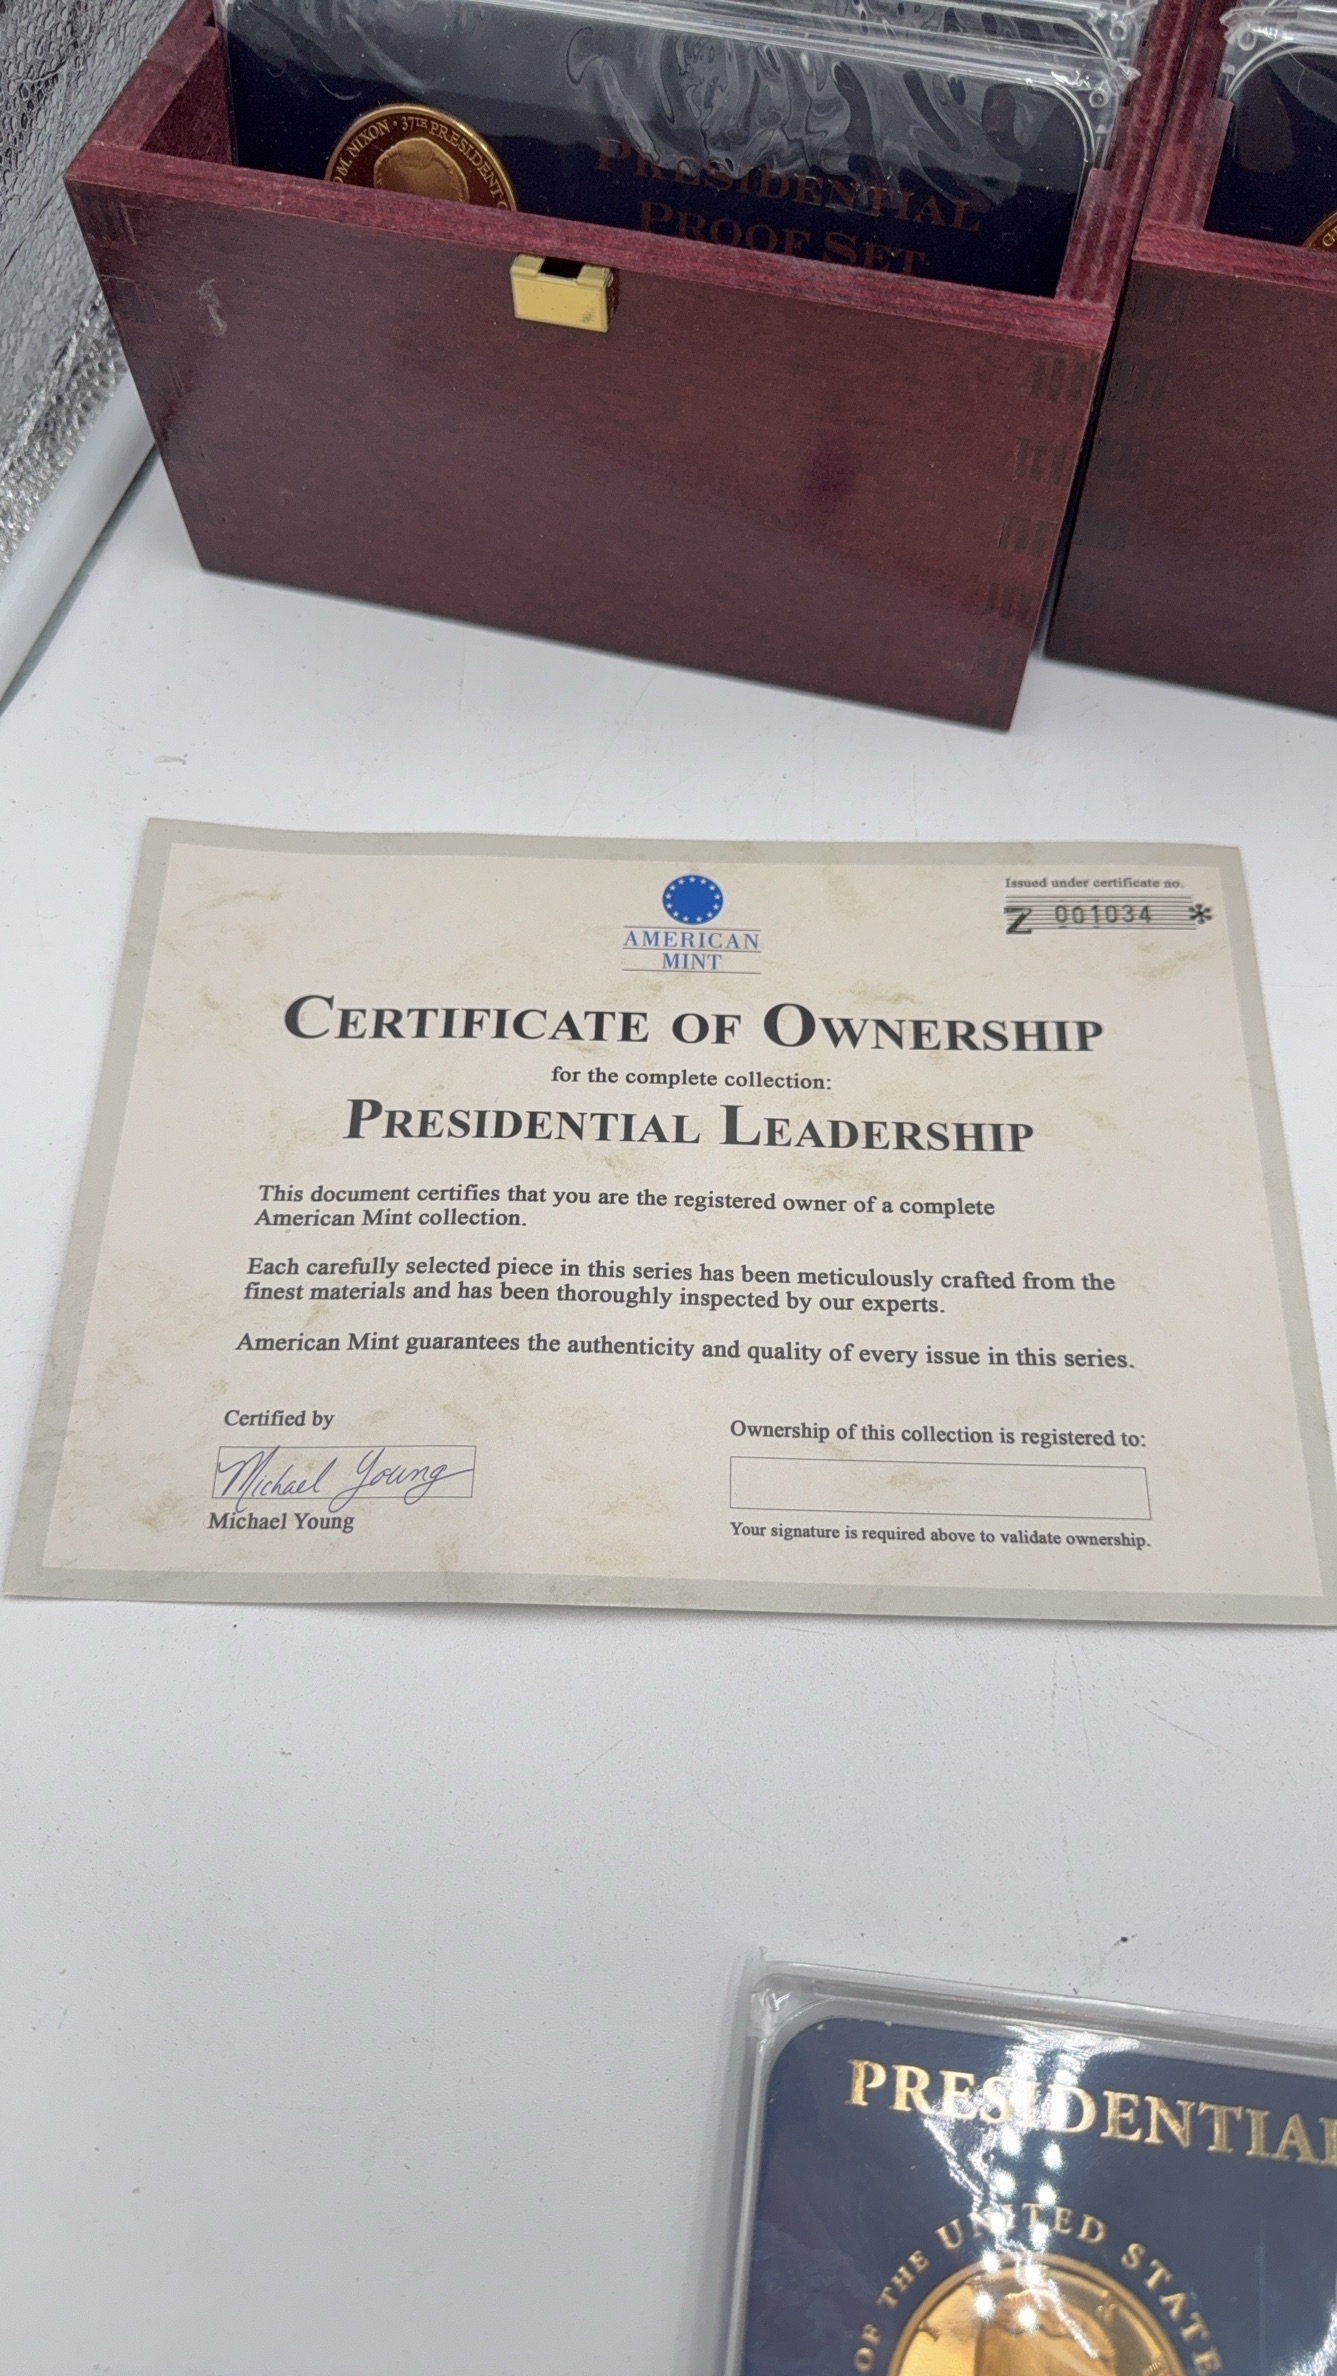 M. NIXON • 37TH PRESIDENT
PRESIDENTIAL
PROOF SET
AMERICAN
MINT
Issued under certificate no.
Z 001034 *
CERTIFICATE OF OWNERSHIP
for the complete collection:
PRESIDENTIAL LEADERSHIP
This document certifies that you are the registered owner of a complete
American Mint collection.
Each carefully selected piece in this series has been meticulously crafted from the
finest materials and has been thoroughly inspected by our experts.
American Mint guarantees the authenticity and quality of every issue in this series.
Certified by
Michael Young
Michael Young
Ownership of this collection is registered to:
Your signature is required above to validate ownership.
PRESIDENTIAL
OF THE UNITED STATE